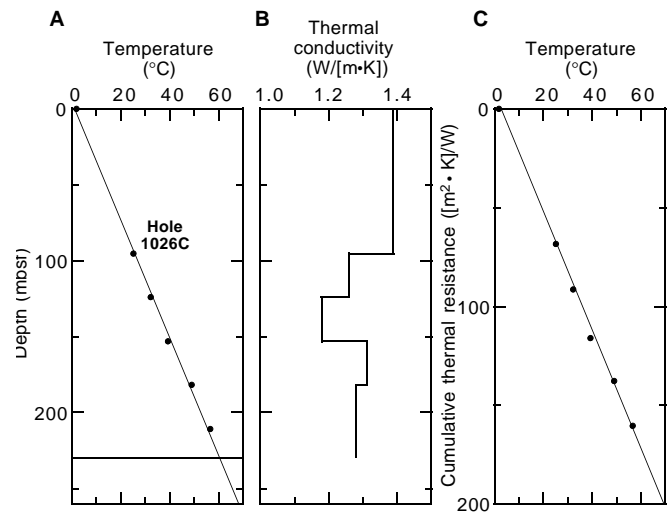 A
Temperature
(°C)
0 20 40 60
0
100
200
Depth (mbsf)
Hole
1026C
B
Thermal
conductivity
(W/[m•K])
1.0 1.2 1.4
C
Temperature
(°C)
0 20 40 60
0
100
200
Cumulative thermal resistance ([m²• K]/W)